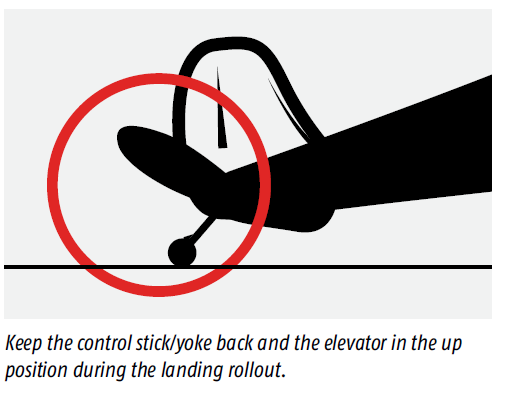 Keep the control stick/yoke back and the elevator in the up
position during the landing rollout.